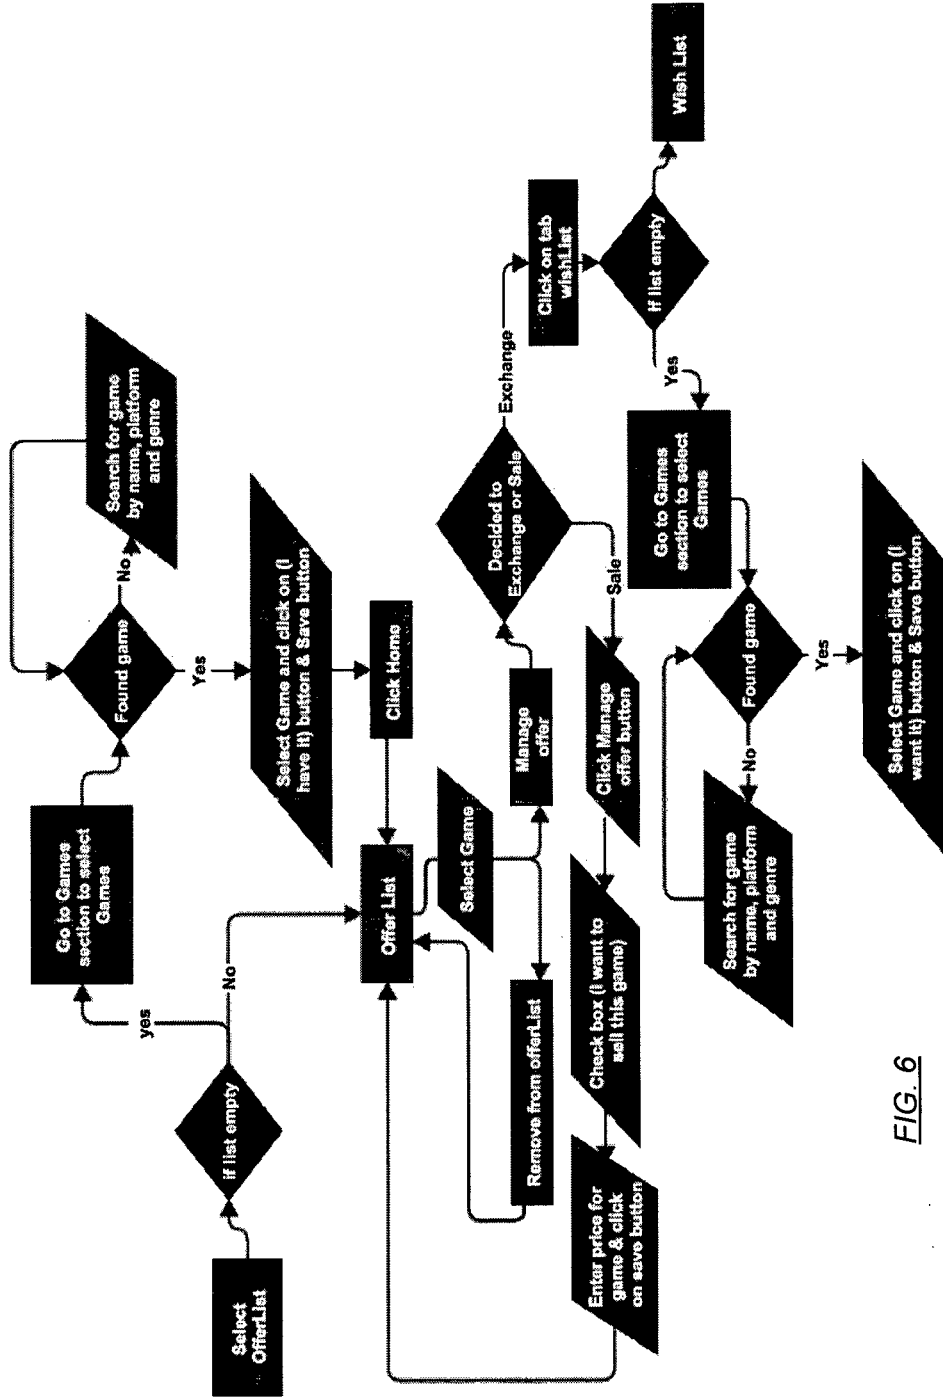 Select
OfferList
if list empty
yes
No
Go to Games
section to select
Games
Found game
No
Search for game
by name, platform
and genre
Yes
Select Game and click on (I
have it) button & Save button
Click Home
Offer List
Select Game
Remove from offerList
Manage
offer
Decided to
Exchange or Sale
Exchange
Sale
Click Manage
offer button
Check box (I want to
sell this game)
Enter price for
game & click
on save button
Click on tab
wishList
If list empty
Wish List
Yes
Go to Games
section to select
Games
Found game
No
Search for game
by name, platform
and genre
Yes
Select Game and click on (I
want it) button & Save button
FIG. 6